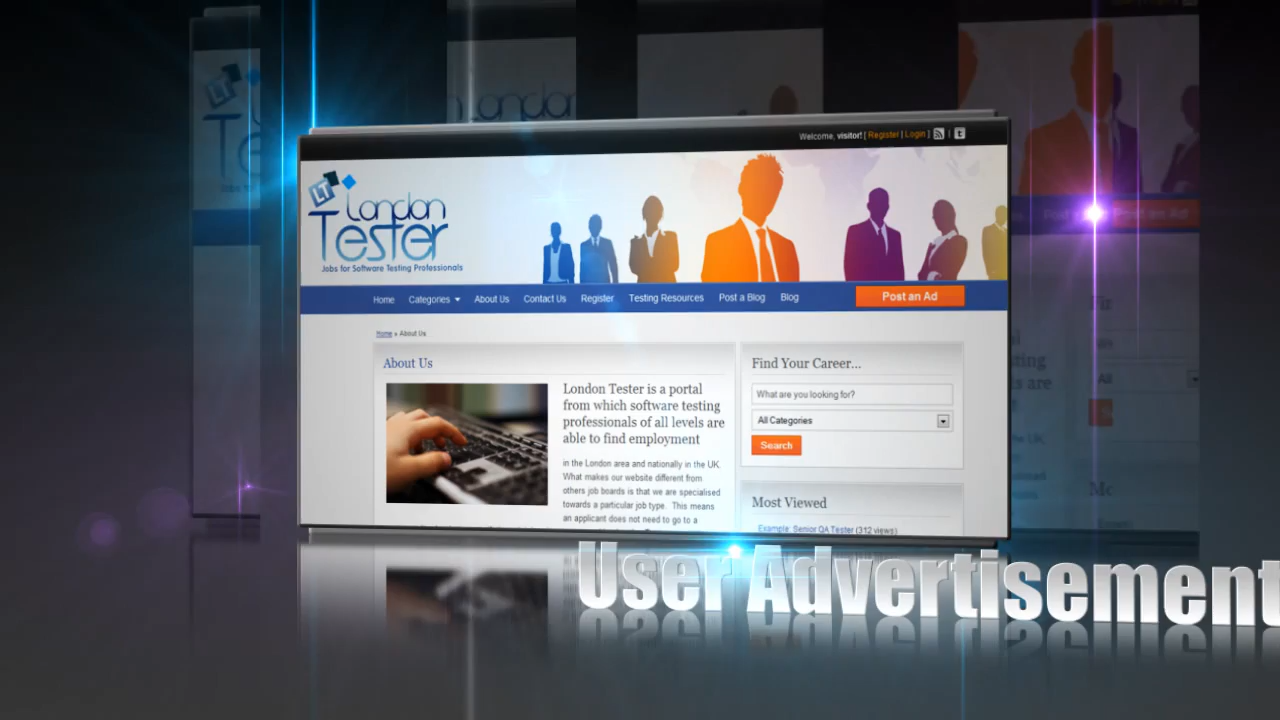 Welcome, visitor! [ Register | Login ] |
LT
London
Tester
Jobs for Software Testing Professionals
Home Categories About Us Contact Us Register Testing Resources Post a Blog Blog Post an Ad
Home » About Us
About Us
London Tester is a portal
from which software testing
professionals of all levels are
able to find employment
in the London area and nationally in the UK.
What makes our website different from
others job boards is that we are specialised
towards a particular job type. This means
an applicant does not need to go to a
Find Your Career...
What are you looking for?
All Categories
Search
Most Viewed
Example: Senior QA Tester (312 views)
User Advertisement